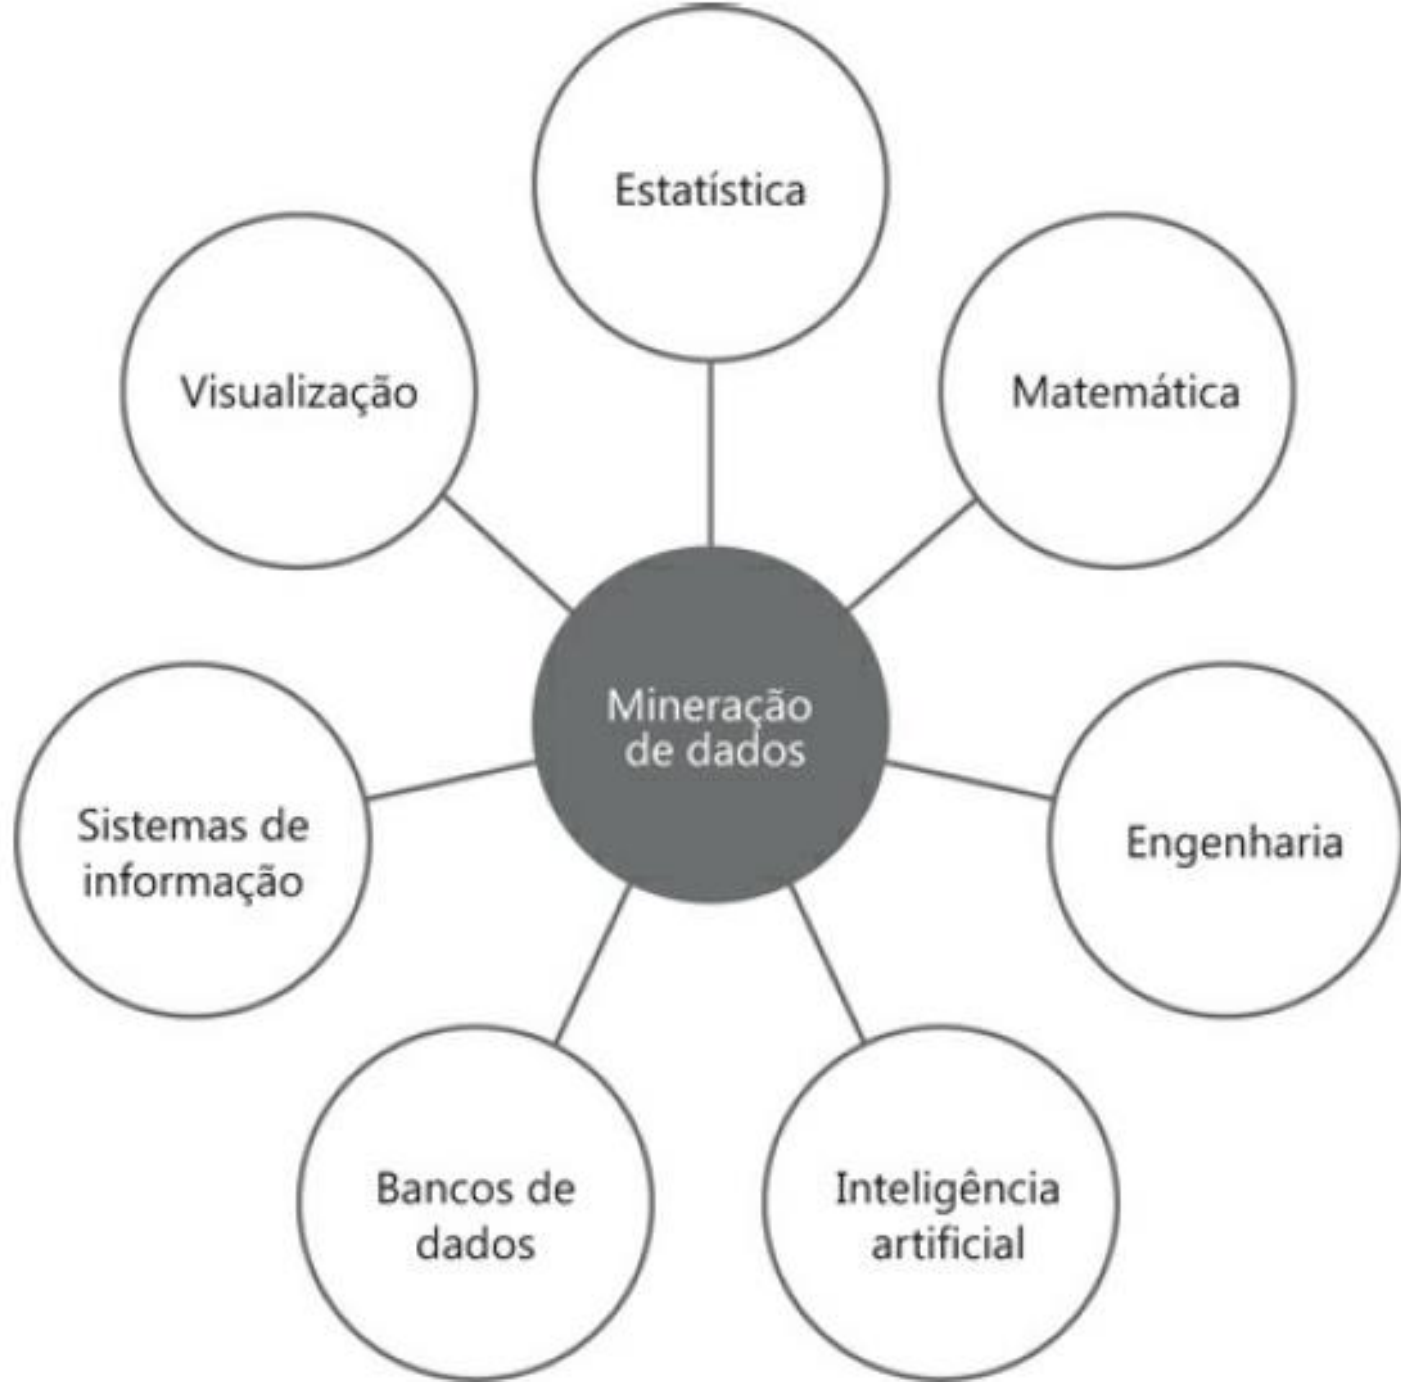 Estatística
Visualização
Matemática
Mineração
de dados
Sistemas de
informação
Engenharia
Bancos de
dados
Inteligência
artificial